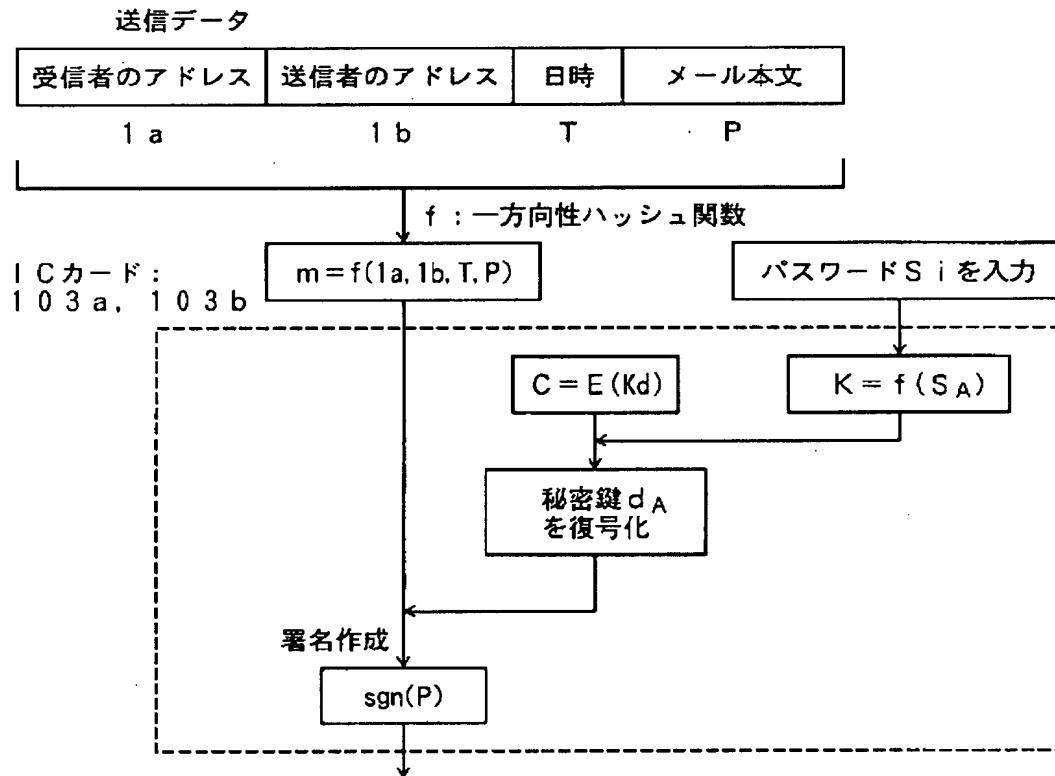 送信データ
受信者のアドレス 送信者のアドレス 日時 メール本文
1a 1b T P
f：一方向性ハッシュ関数
ICカード：
103a, 103b
m=f(1a,1b,T,P)
パスワードSiを入力
C=E(Kd)
K=f(SA)
秘密鍵dA
を復号化
署名作成
sgn(P)